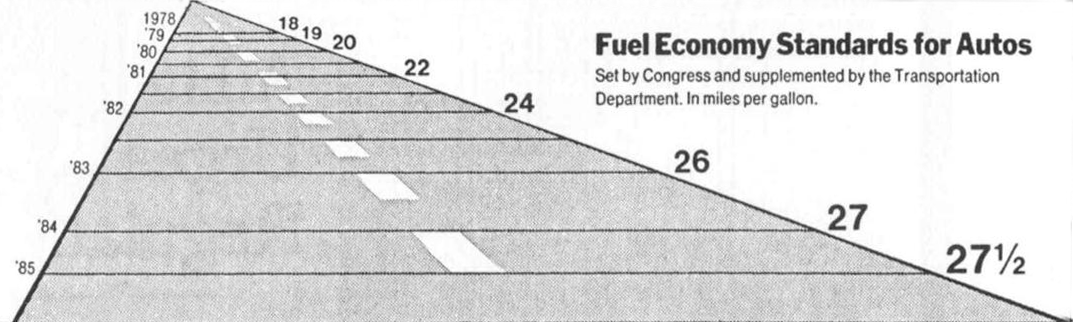 Fuel Economy Standards for Autos
Set by Congress and supplemented by the Transportation
Department. In miles per gallon.
1978 18
'79 19
'80 20
'81 22
'82 24
'83 26
'84 27
'85 27½